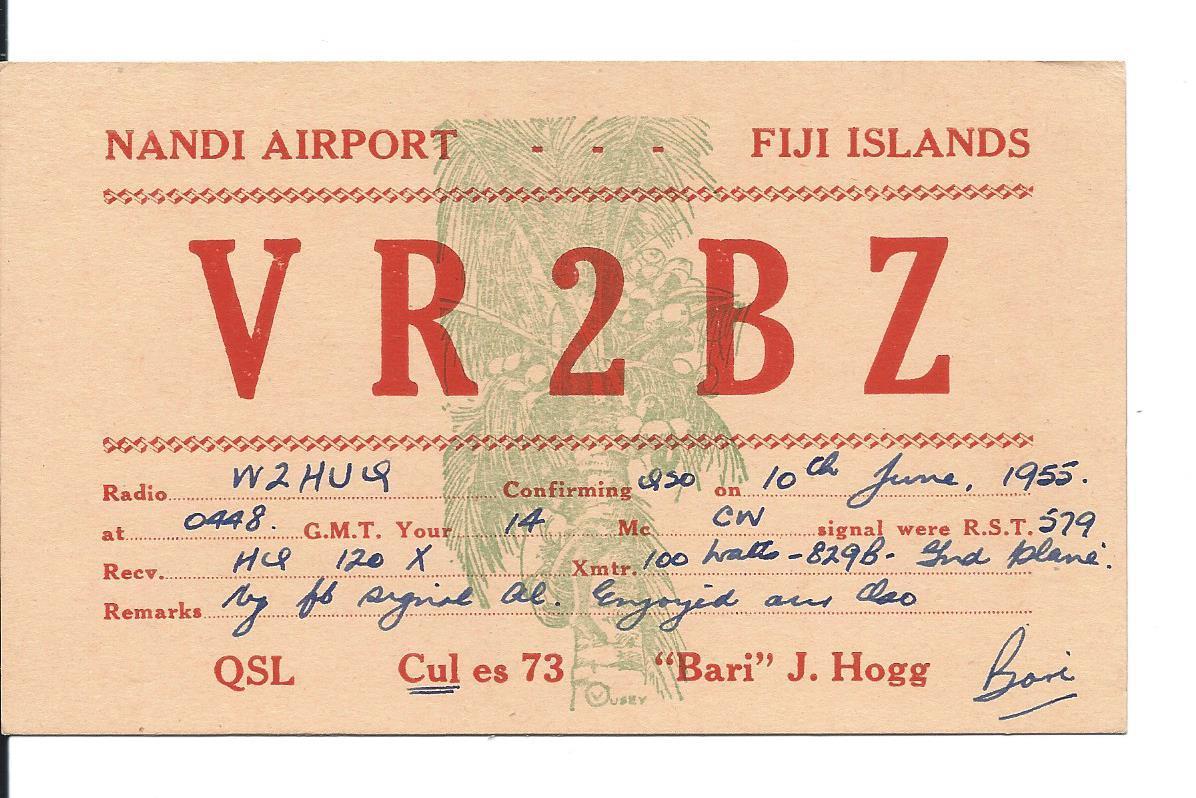 NANDI AIRPORT - - - FIJI ISLANDS
VR2BZ
Radio W2HUQ Confirming QSO on 10th June, 1955.
at 0448. G.M.T. Your 14 Mc CW signal were R.S.T. 579
Recv. HQ 120 X Xmtr. 100 watts - 829B - Gnd plane.
Remarks Vy fb signal Al. Enjoyed our Qso
QSL Cul es 73 "Bari" J. Hogg Bari